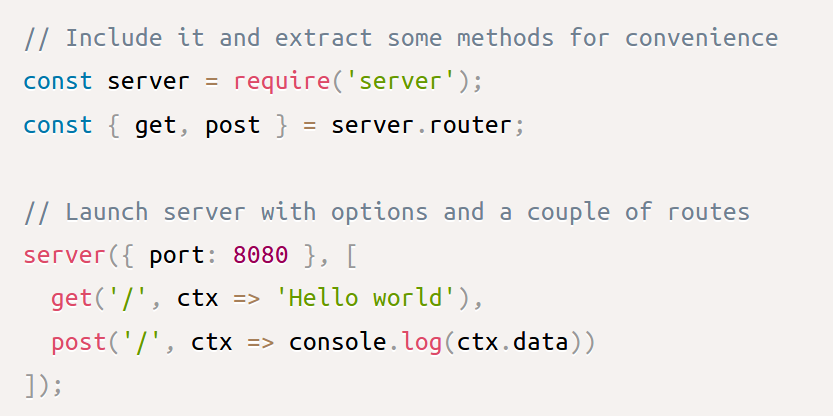 // Include it and extract some methods for convenience
const server = require('server');
const { get, post } = server.router;

// Launch server with options and a couple of routes
server({ port: 8080 }, [
  get('/', ctx => 'Hello world'),
  post('/', ctx => console.log(ctx.data))
]);